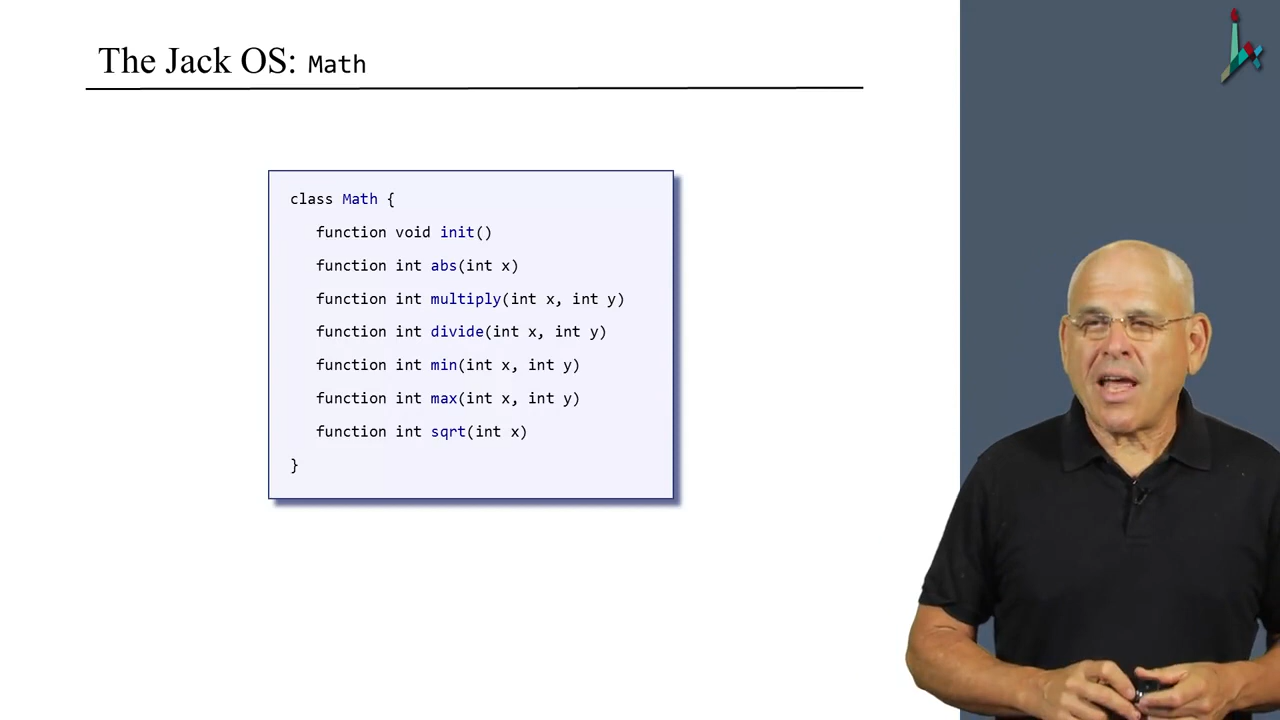 The Jack OS: Math
class Math {
function void init()
function int abs(int x)
function int multiply(int x, int y)
function int divide(int x, int y)
function int min(int x, int y)
function int max(int x, int y)
function int sqrt(int x)
}